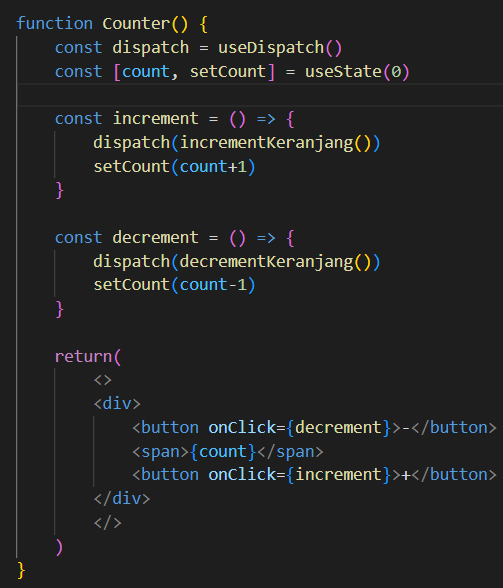 function Counter() {
    const dispatch = useDispatch()
    const [count, setCount] = useState(0)

    const increment = () => {
        dispatch(incrementKeranjang())
        setCount(count+1)
    }

    const decrement = () => {
        dispatch(decrementKeranjang())
        setCount(count-1)
    }

    return(
        <>
        <div>
            <button onClick={decrement}>-</button>
            <span>{count}</span>
            <button onClick={increment}>+</button>
        </div>
        </>
    )
}